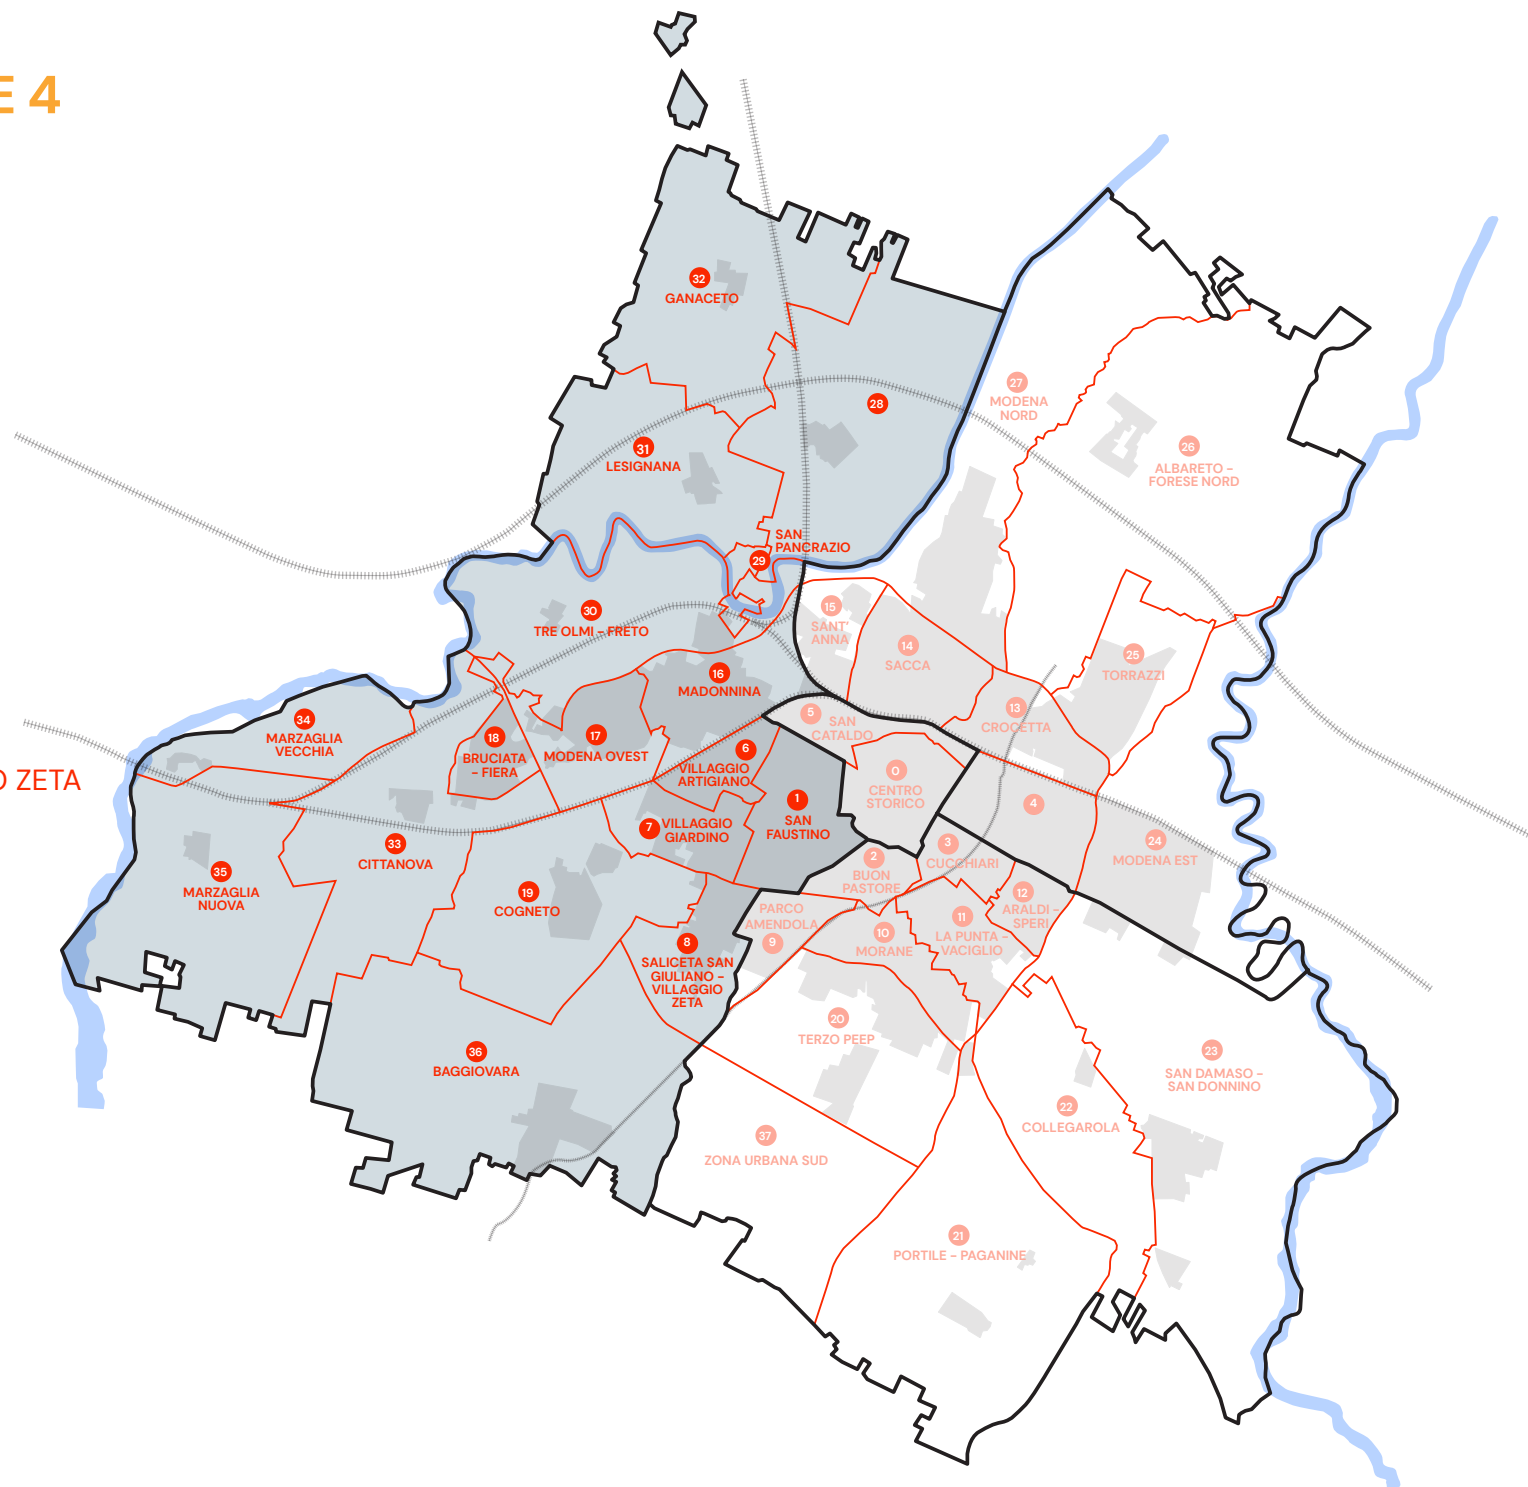 E 4
O ZETA
32
GANACETO
28
27
MODENA
NORD
26
ALBARETO –
FORESE NORD
31
LESIGNANA
SAN
PANCRAZIO
29
30
TRE OLMI – FRETO
15
SANT'
ANNA
14
SACCA
25
TORRAZZI
16
MADONNINA
34
MARZAGLIA
VECCHIA
18
BRUCIATA
– FIERA
17
MODENA OVEST
5
SAN
CATALDO
13
CROCETTA
6
VILLAGGIO
ARTIGIANO
0
CENTRO
STORICO
1
SAN
FAUSTINO
4
7
VILLAGGIO
GIARDINO
33
CITTANOVA
3
CUCCHIARI
24
MODENA EST
2
BUON
PASTORE
35
MARZAGLIA
NUOVA
19
COGNETO
12
ARALDI –
SPERI
PARCO
AMENDOLA
9
11
LA PUNTA –
VACIGLIO
10
MORANE
8
SALICETA SAN
GIULIANO –
VILLAGGIO
ZETA
20
TERZO PEEP
36
BAGGIOVARA
23
SAN DAMASO –
SAN DONNINO
22
COLLEGAROLA
37
ZONA URBANA SUD
21
PORTILE – PAGANINE